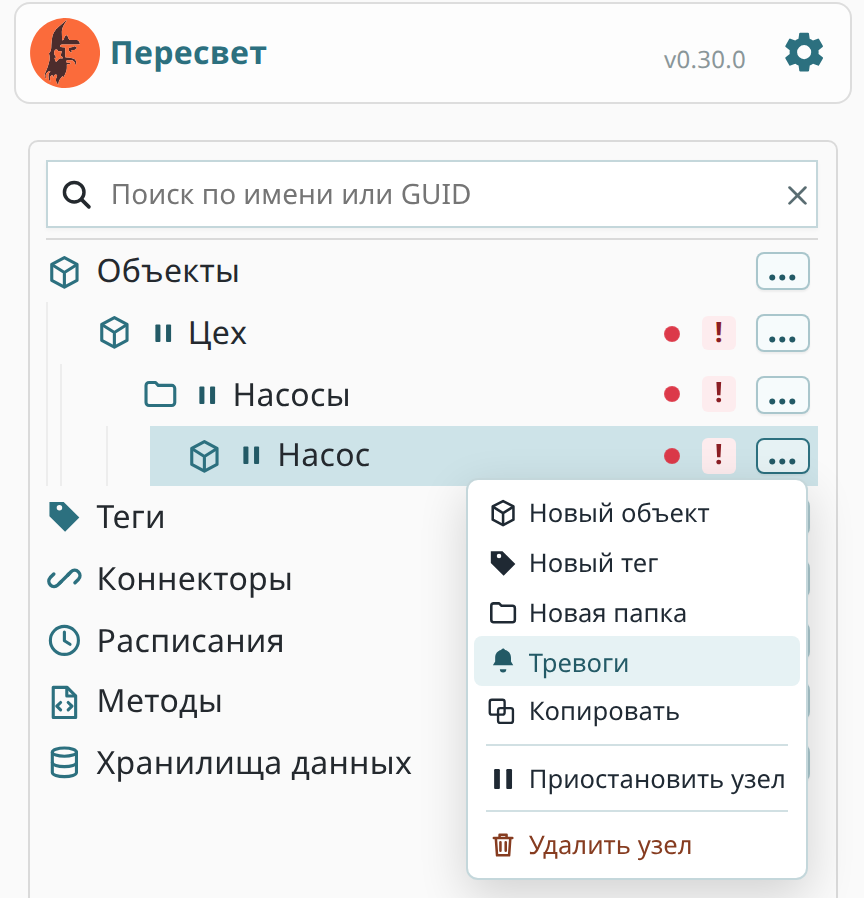 Пересвет
v0.30.0
Поиск по имени или GUID
Объекты
...
Цех
!
...
Насосы
!
...
Насос
!
...
Новый объект
Теги
Новый тег
Коннекторы
Новая папка
Расписания
Тревоги
Методы
Копировать
Хранилища данных
Приостановить узел
Удалить узел